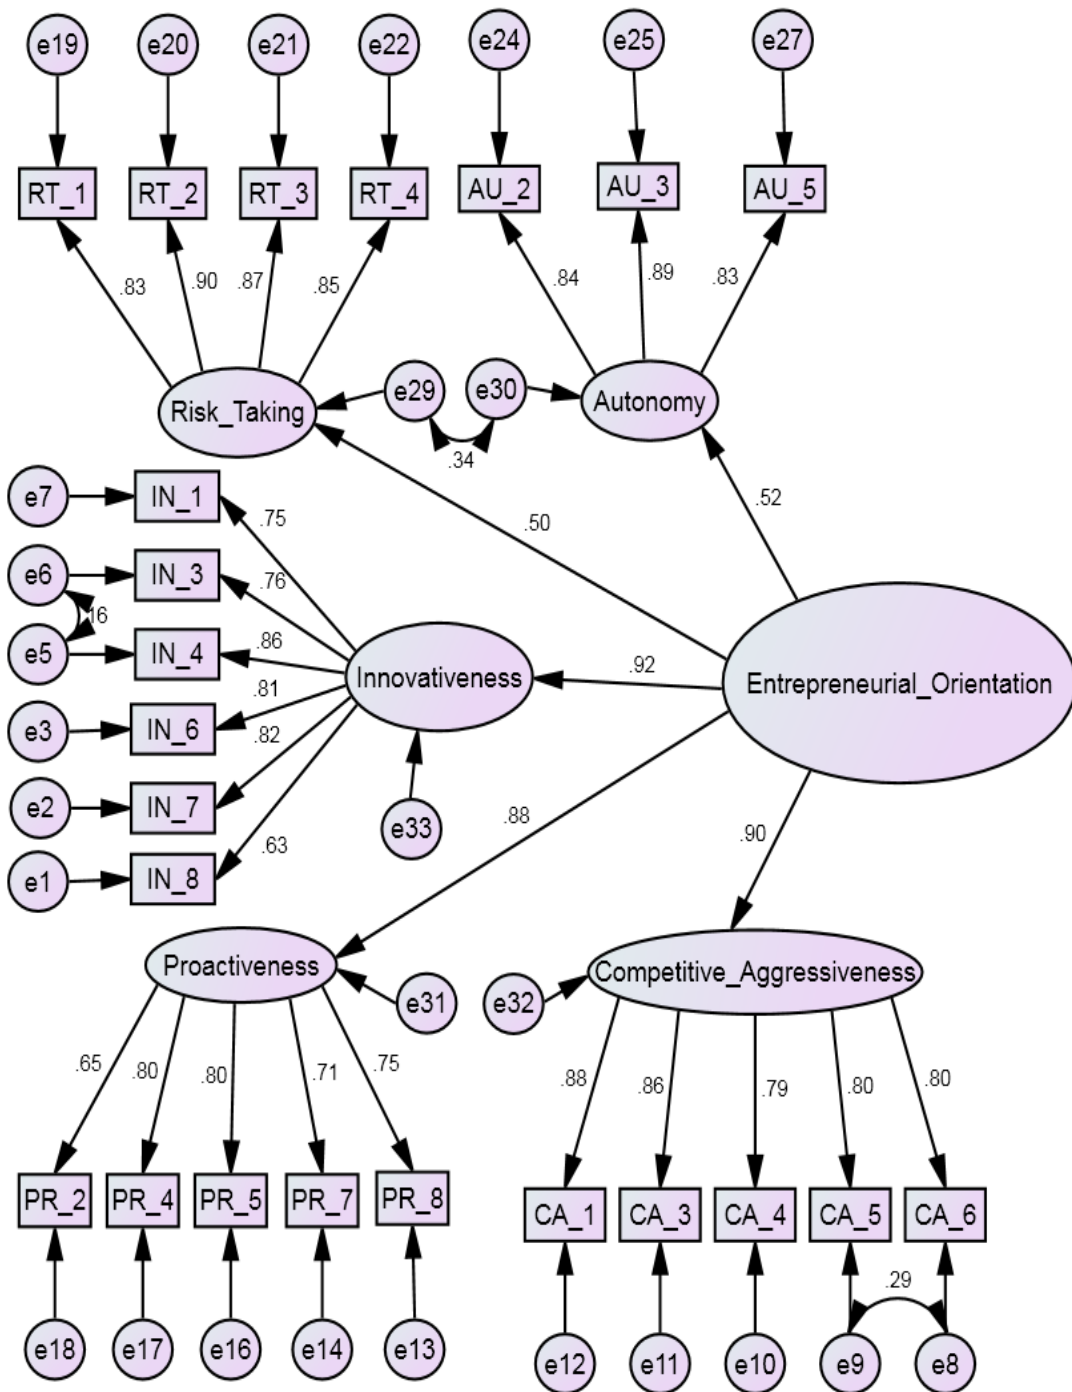 e19 e20 e21 e22 e24 e25 e27
RT_1 RT_2 RT_3 RT_4 AU_2 AU_3 AU_5
.83 .90 .87 .85 .84 .89 .83
Risk_Taking e29 e30 Autonomy
.34
.50 .52
e7 IN_1 .75
e6 IN_3 .76
.16
e5 IN_4 .86
e3 IN_6 .81
e2 IN_7 .82
e1 IN_8 .63
Innovativeness .92 Entrepreneurial_Orientation
e33 .88 .90
Proactiveness e31 e32 Competitive_Aggressiveness
.65 .80 .80 .71 .75 .88 .86 .79 .80 .80
PR_2 PR_4 PR_5 PR_7 PR_8 CA_1 CA_3 CA_4 CA_5 CA_6
.29
e18 e17 e16 e14 e13 e12 e11 e10 e9 e8